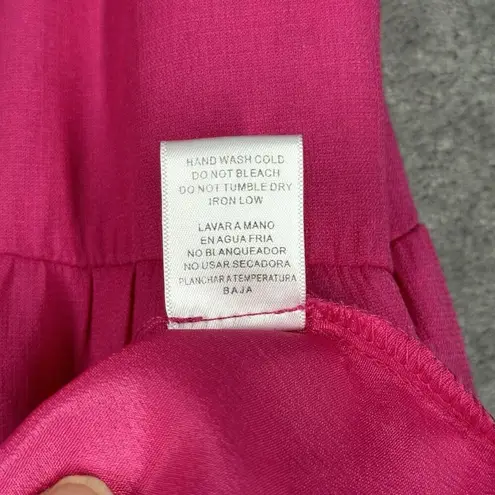 HAND WASH COLD
DO NOT BLEACH
DO NOT TUMBLE DRY
IRON LOW
LAVAR A MANO
EN AGUA FRIA
NO BLANQUEADOR
NO USAR SECADORA
PLANCHAR A TEMPERATURA
BAJA